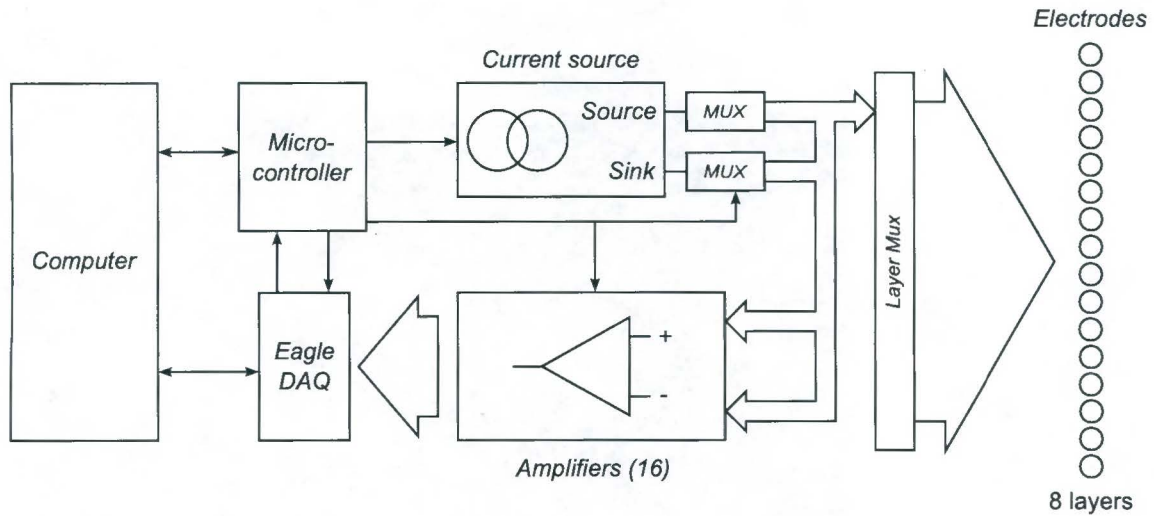 Electrodes
Current source
Source
MUX
Micro-
controller
Sink
MUX
Layer Mux
Computer
Eagle
DAQ
+
-
Amplifiers (16)
8 layers